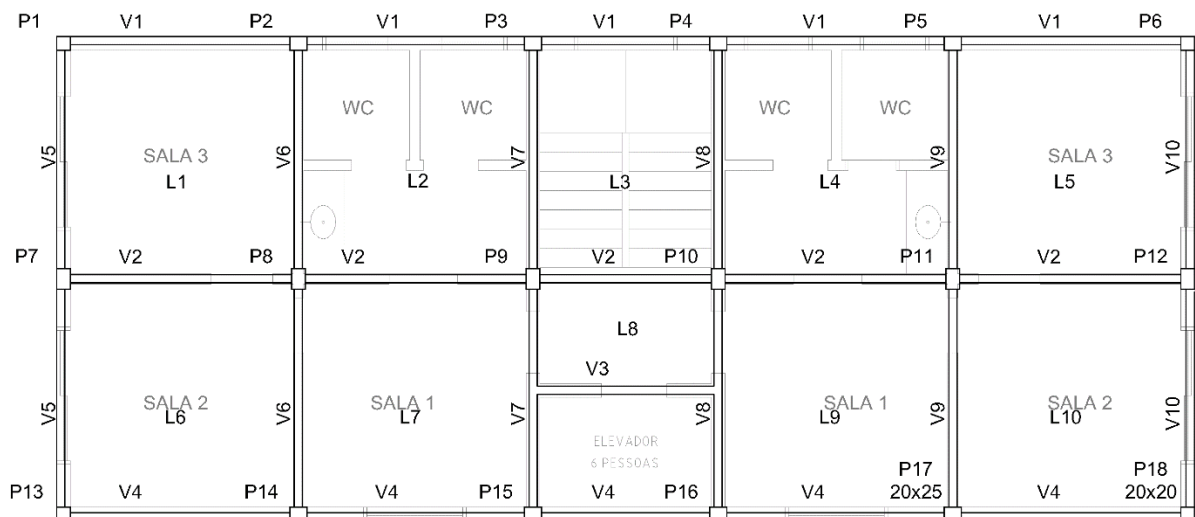 P1 V1 P2 V1 P3 V1 P4 V1 P5 V1 P6
WC WC WC WC
V5 SALA 3 V6 V7 V8 V9 SALA 3 V10
L1 L2 L3 L4 L5
P7 V2 P8 V2 P9 V2 P10 V2 P11 V2 P12
L8
V3
V5 SALA 2 V6 SALA 1 V7 V8 SALA 1 V9 SALA 2 V10
L6 L7 L9 L10
ELEVADOR
6 PESSOAS
P17 P18
P13 V4 P14 V4 P15 V4 P16 V4 20x25 V4 20x20